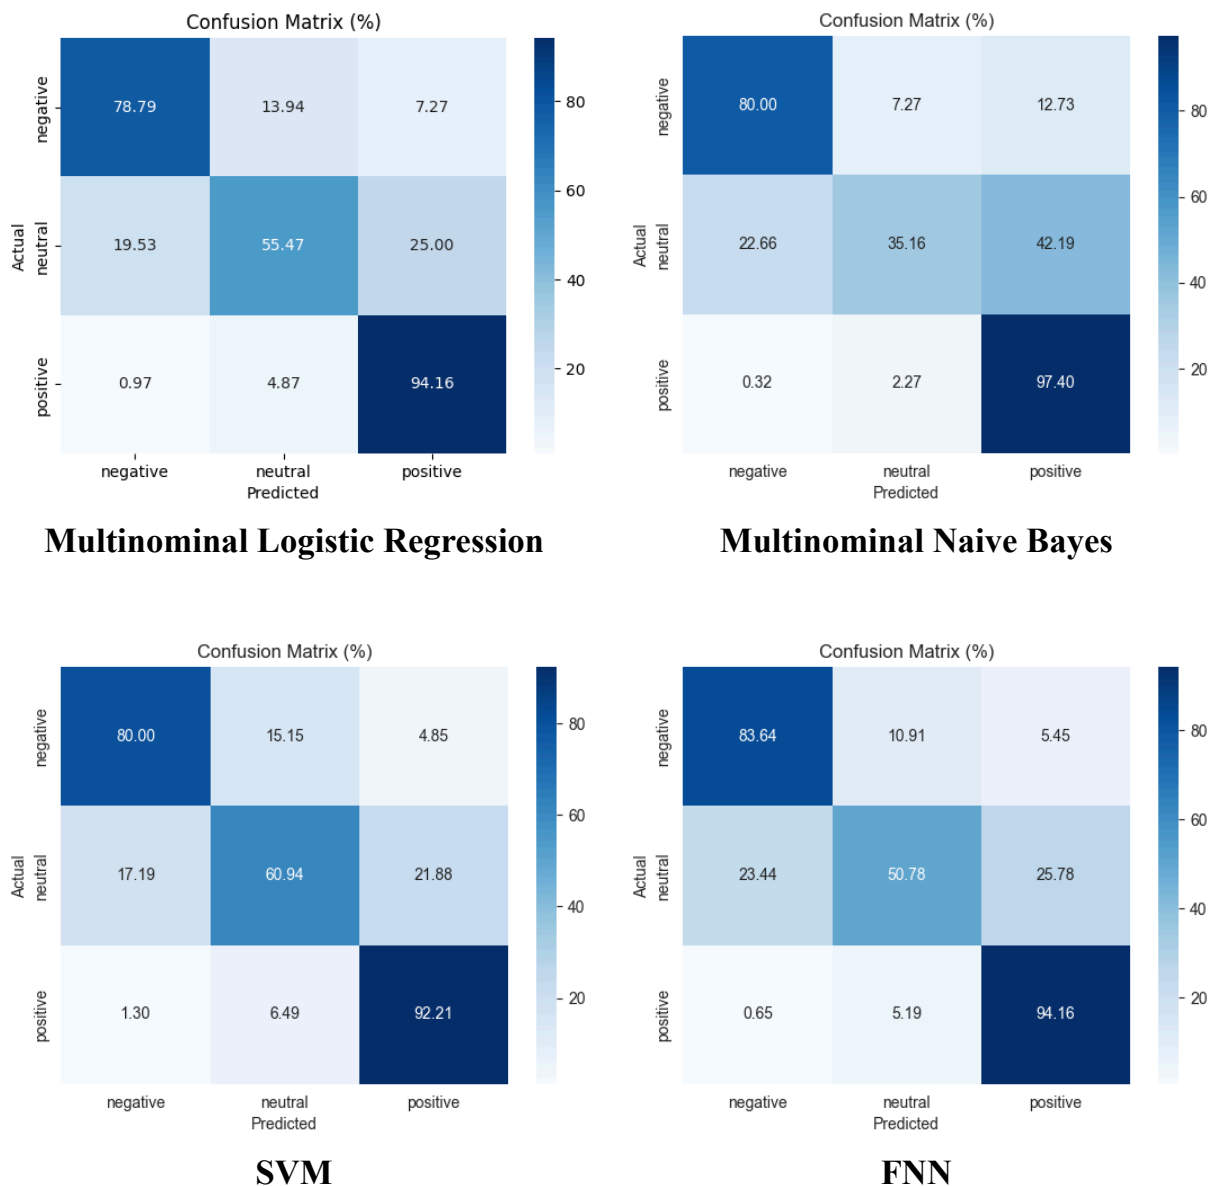 Confusion Matrix (%)
negative
78.79 13.94 7.27
Actual
neutral
19.53 55.47 25.00
positive
0.97 4.87 94.16
80
60
40
20
negative neutral positive
Predicted
Multinominal Logistic Regression
Confusion Matrix (%)
negative
80.00 7.27 12.73
Actual
neutral
22.66 35.16 42.19
positive
0.32 2.27 97.40
80
60
40
20
negative neutral positive
Predicted
Multinominal Naive Bayes
Confusion Matrix (%)
negative
80.00 15.15 4.85
Actual
neutral
17.19 60.94 21.88
positive
1.30 6.49 92.21
80
60
40
20
negative neutral positive
Predicted
SVM
Confusion Matrix (%)
negative
83.64 10.91 5.45
Actual
neutral
23.44 50.78 25.78
positive
0.65 5.19 94.16
80
60
40
20
negative neutral positive
Predicted
FNN